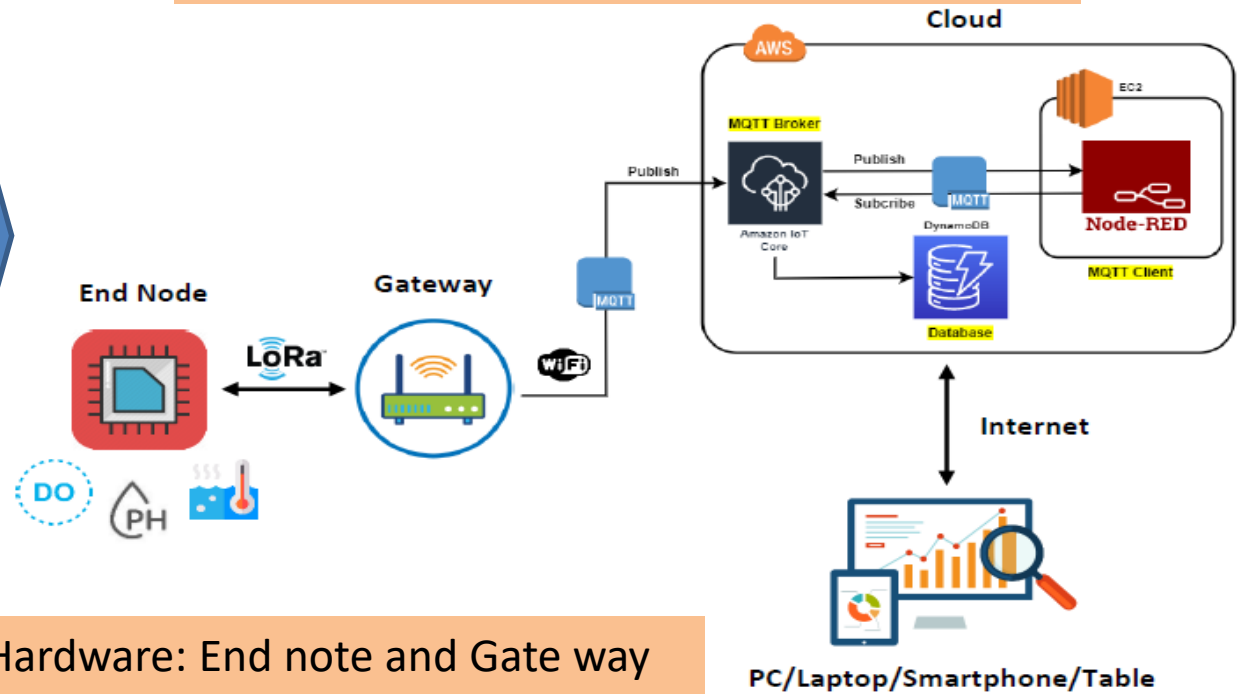 Cloud
AWS
EC2
MQTT Broker
Publish
Publish
MQTT
Subcribe
Node-RED
Amazon IoT
Core
DynamoDB
MQTT Client
Database
End Node
Gateway
MQTT
LoRa
WiFi
Internet
DO
PH
Hardware: End note and Gate way
PC/Laptop/Smartphone/Table